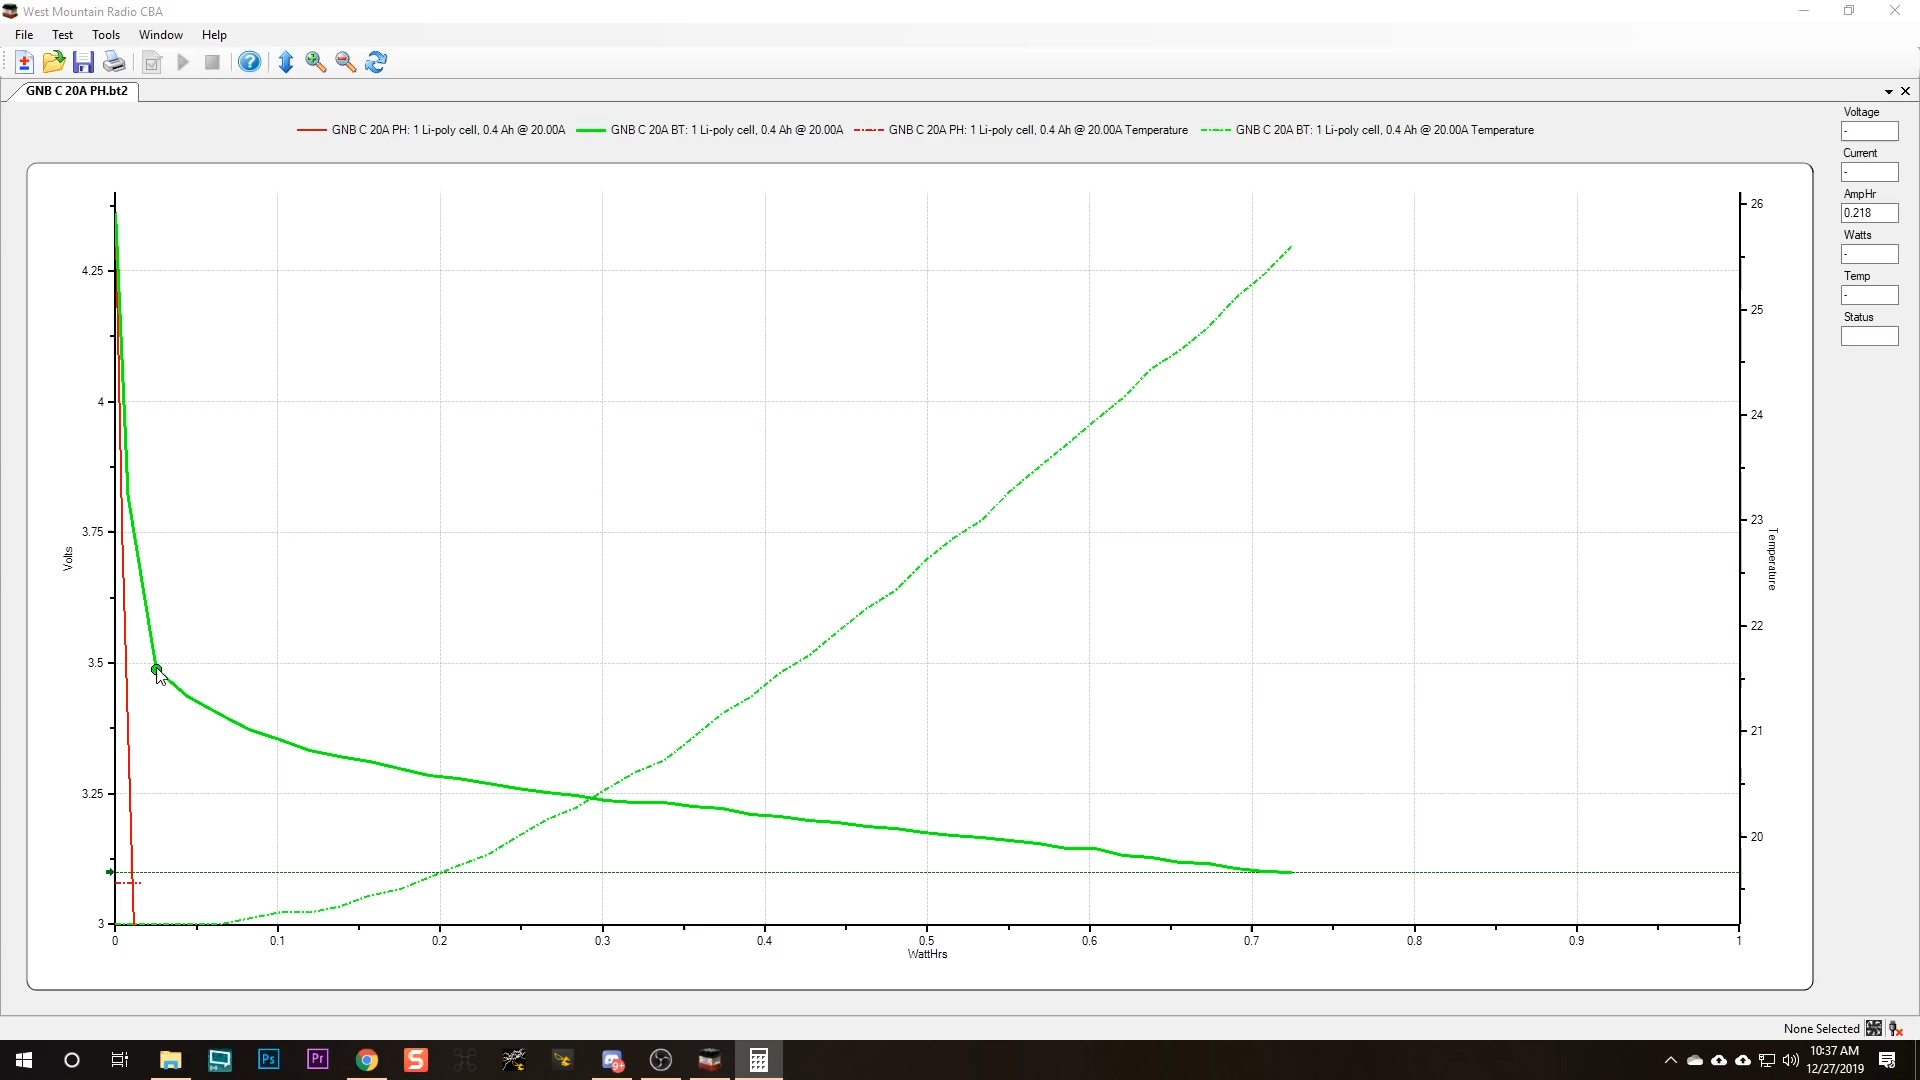 West Mountain Radio CBA
File Test Tools Window Help
GNB C 20A PH.bt2
GNB C 20A PH: 1 Li-poly cell, 0.4 Ah @ 20.00A GNB C 20A BT: 1 Li-poly cell, 0.4 Ah @ 20.00A GNB C 20A PH: 1 Li-poly cell, 0.4 Ah @ 20.00A Temperature GNB C 20A BT: 1 Li-poly cell, 0.4 Ah @ 20.00A Temperature
Voltage
-
Current
-
AmpHr
0.218
Watts
-
Temp
-
Status
4.25
4
3.75
3.5
3.25
3
Volts
26
25
24
23
22
21
20
Temperature
0 0.1 0.2 0.3 0.4 0.5 0.6 0.7 0.8 0.9 1
WattHrs
None Selected
Ps
Pr
S
9+
10:37 AM
12/27/2019